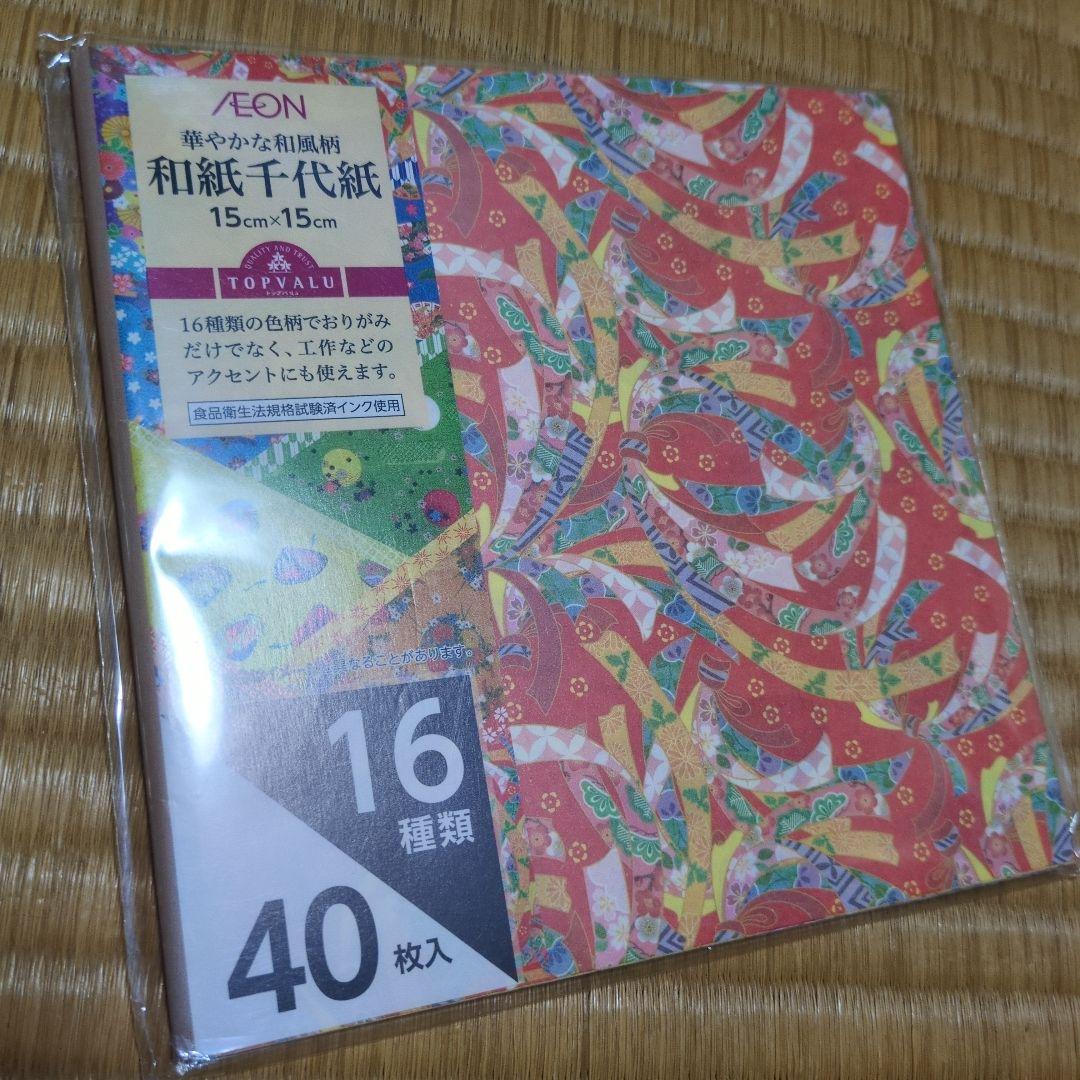 ÆON
華やかな和風柄
和紙千代紙
15cm×15cm
QUALITY AND TRUST
TOPVALU
トップバリュ
16種類の色柄でおりがみ
だけでなく、工作などの
アクセントにも使えます。
食品衛生法規格試験済インク使用
異なることがあります。
16
種類
40
枚入